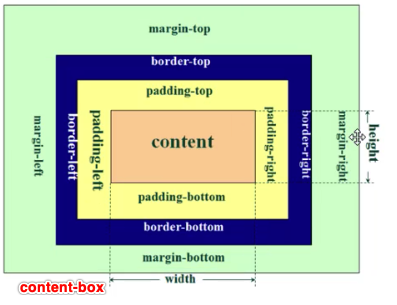 margin-top
border-top
padding-top
margin-left
border-left
padding-left
content
padding-right
border-right
margin-right
height
padding-bottom
border-bottom
margin-bottom
content-box
width